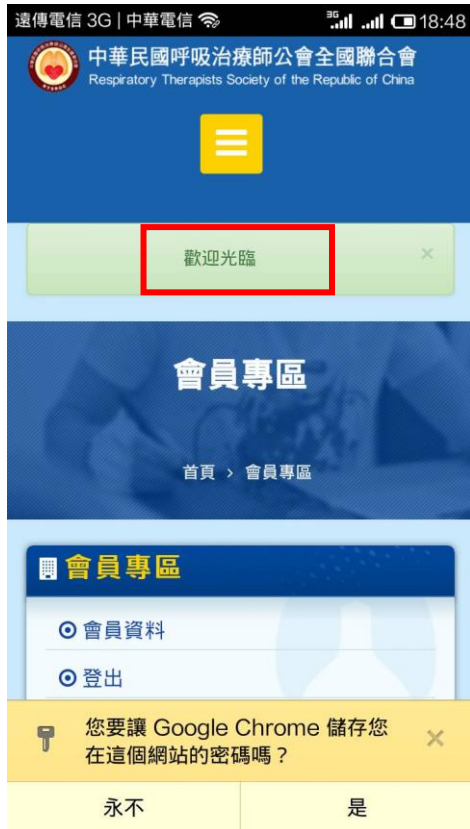 遠傳電信 3G | 中華電信
3G
18:48
中華民國呼吸治療師公會全國聯合會
Respiratory Therapists Society of the Republic of China
歡迎光臨
×
會員專區
首頁 > 會員專區
會員專區
會員資料
登出
您要讓 Google Chrome 儲存您
在這個網站的密碼嗎？
×
永不
是